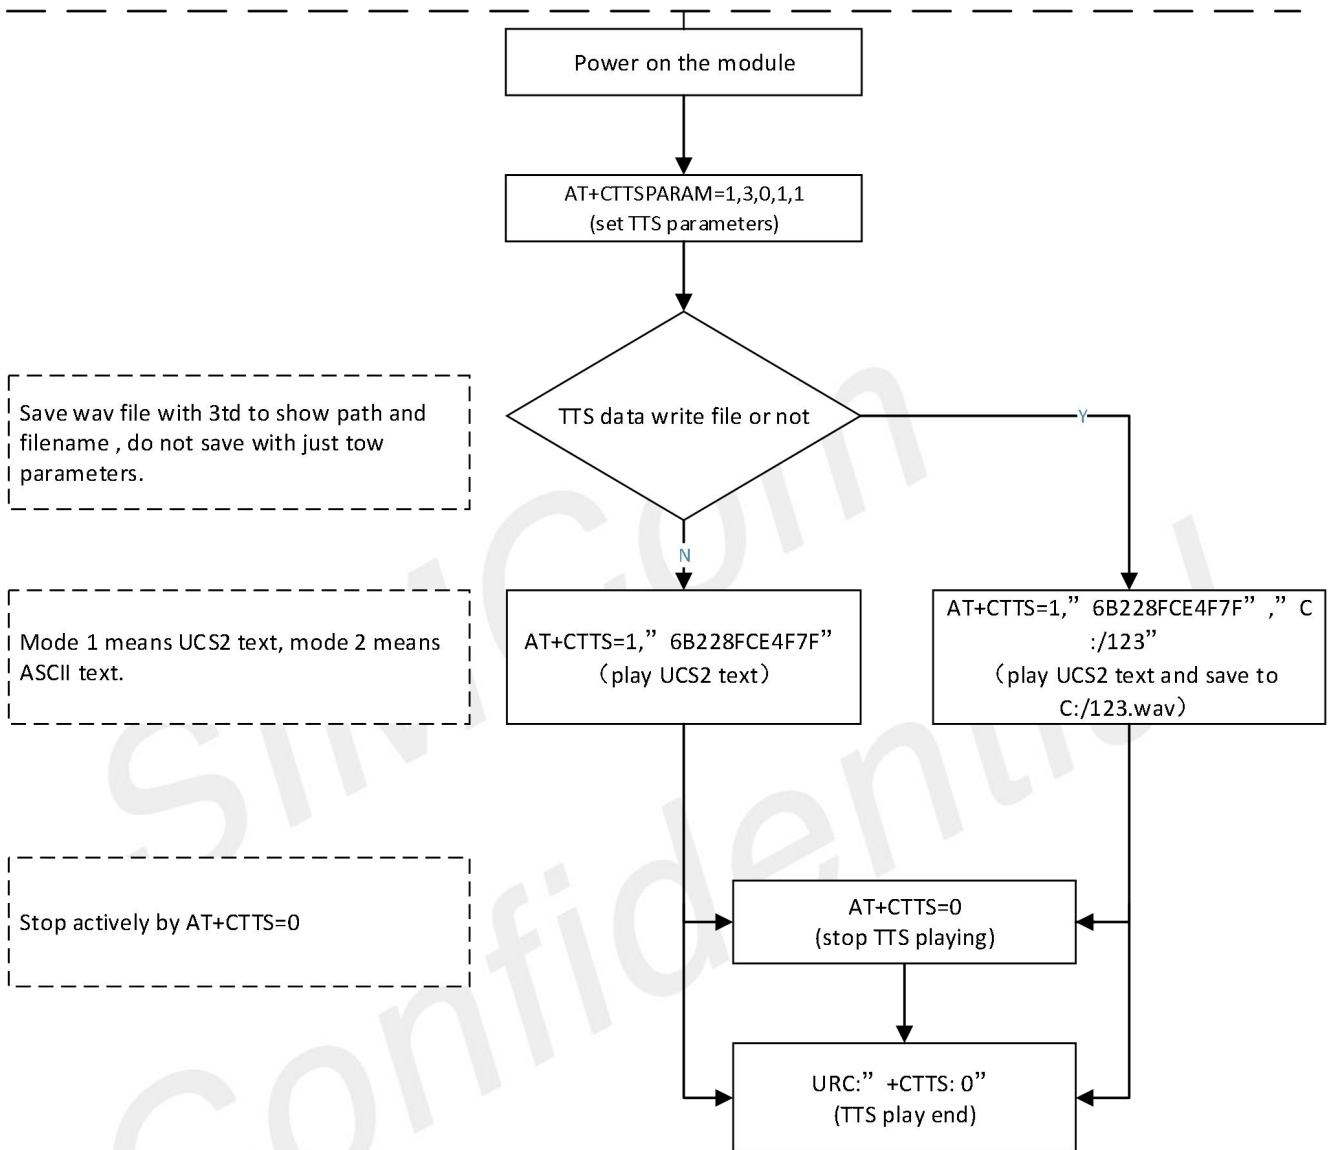 Power on the module
AT+CTTSPARAM=1,3,0,1,1
(set TTS parameters)
Save wav file with 3td to show path and
filename , do not save with just tow
parameters.
TTS data write file or not
Y
N
Mode 1 means UCS2 text, mode 2 means
ASCII text.
AT+CTTS=1,” 6B228FCE4F7F”
（play UCS2 text）
AT+CTTS=1,” 6B228FCE4F7F” ,” C
:/123”
（play UCS2 text and save to
C:/123.wav）
Stop actively by AT+CTTS=0
AT+CTTS=0
(stop TTS playing)
URC:” +CTTS: 0”
(TTS play end)
SIMCom
Confidential